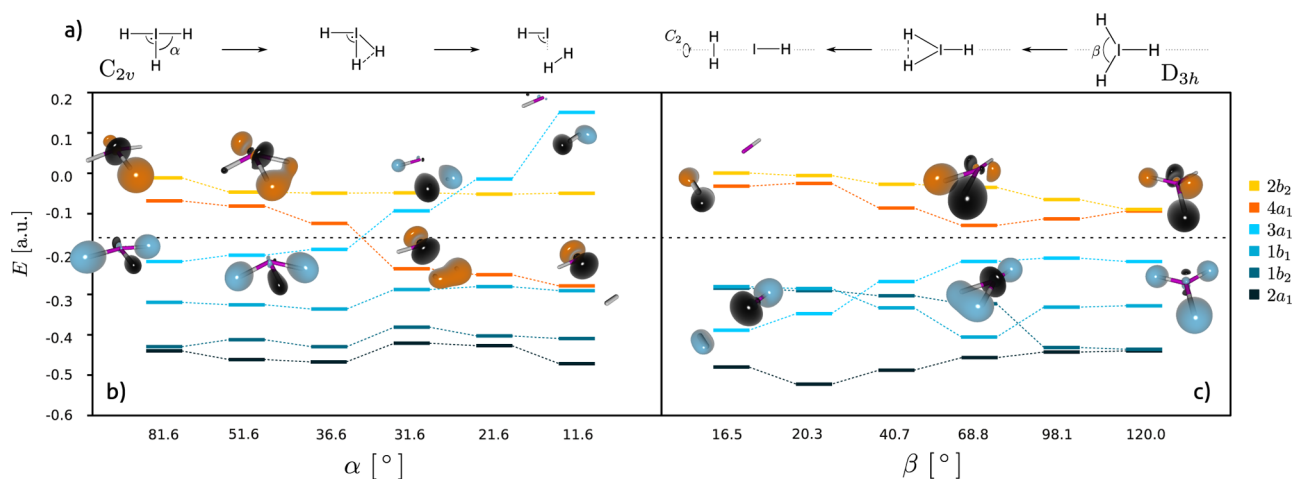 a)
H I H H α
C₂ᵥ
H I H H
H I H H
C₂ H H I H
H H I H
H β I H H
D₃ₕ
E [a.u.]
0.2
0.1
0.0
-0.1
-0.2
-0.3
-0.4
-0.5
-0.6
b)
c)
2b₂
4a₁
3a₁
1b₁
1b₂
2a₁
81.6 51.6 36.6 31.6 21.6 11.6
16.5 20.3 40.7 68.8 98.1 120.0
α [°]
β [°]